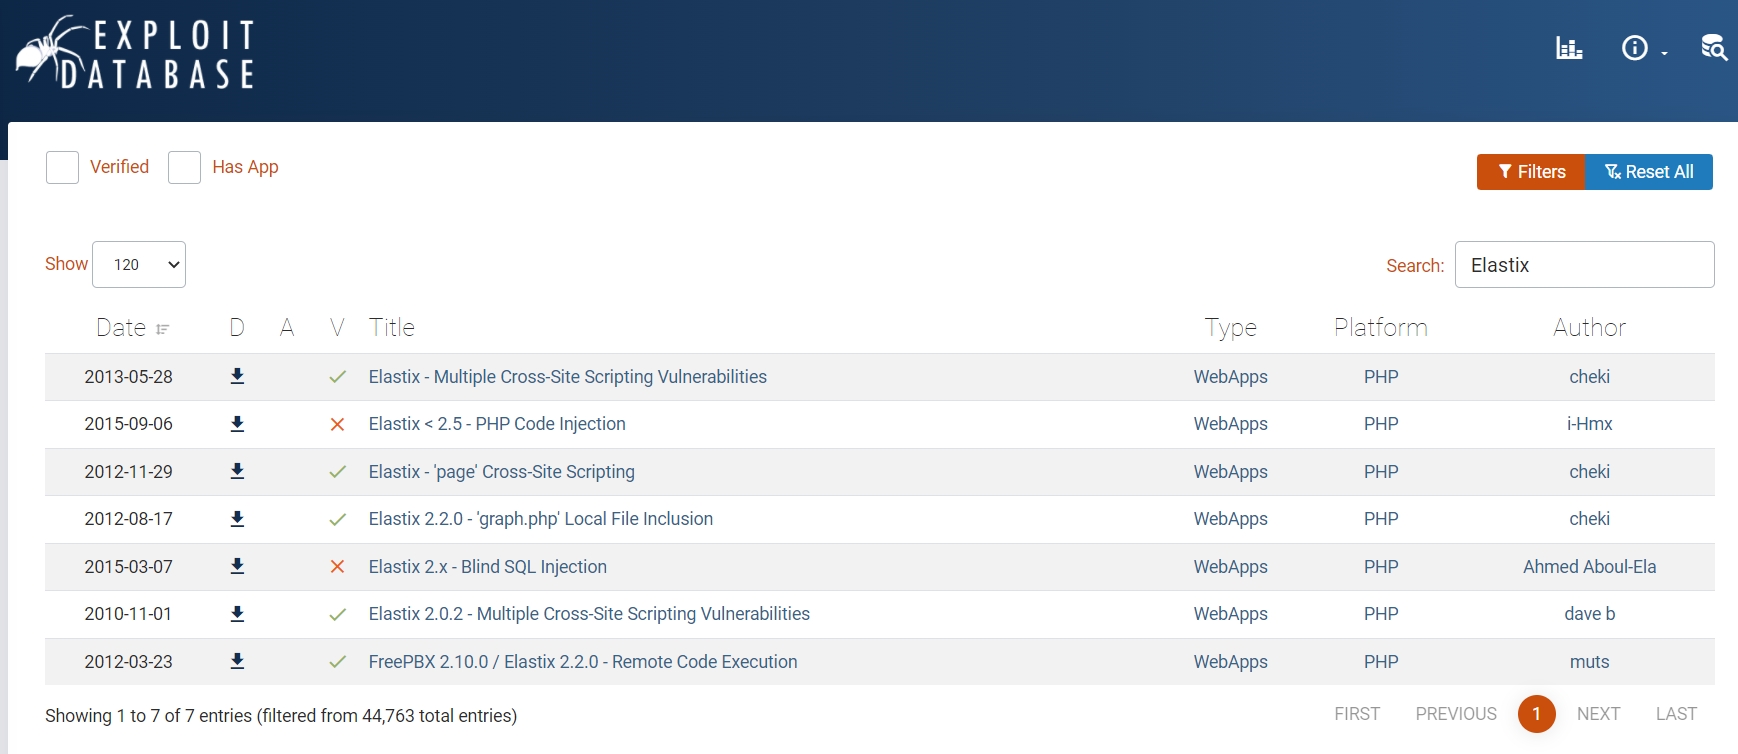 EXPLOIT
DATABASE
Verified Has App Filters Reset All
Show 120 Search: Elastix
Date D A V Title Type Platform Author
2013-05-28 Elastix - Multiple Cross-Site Scripting Vulnerabilities WebApps PHP cheki
2015-09-06 Elastix < 2.5 - PHP Code Injection WebApps PHP i-Hmx
2012-11-29 Elastix - 'page' Cross-Site Scripting WebApps PHP cheki
2012-08-17 Elastix 2.2.0 - 'graph.php' Local File Inclusion WebApps PHP cheki
2015-03-07 Elastix 2.x - Blind SQL Injection WebApps PHP Ahmed Aboul-Ela
2010-11-01 Elastix 2.0.2 - Multiple Cross-Site Scripting Vulnerabilities WebApps PHP dave b
2012-03-23 FreePBX 2.10.0 / Elastix 2.2.0 - Remote Code Execution WebApps PHP muts
Showing 1 to 7 of 7 entries (filtered from 44,763 total entries) FIRST PREVIOUS 1 NEXT LAST